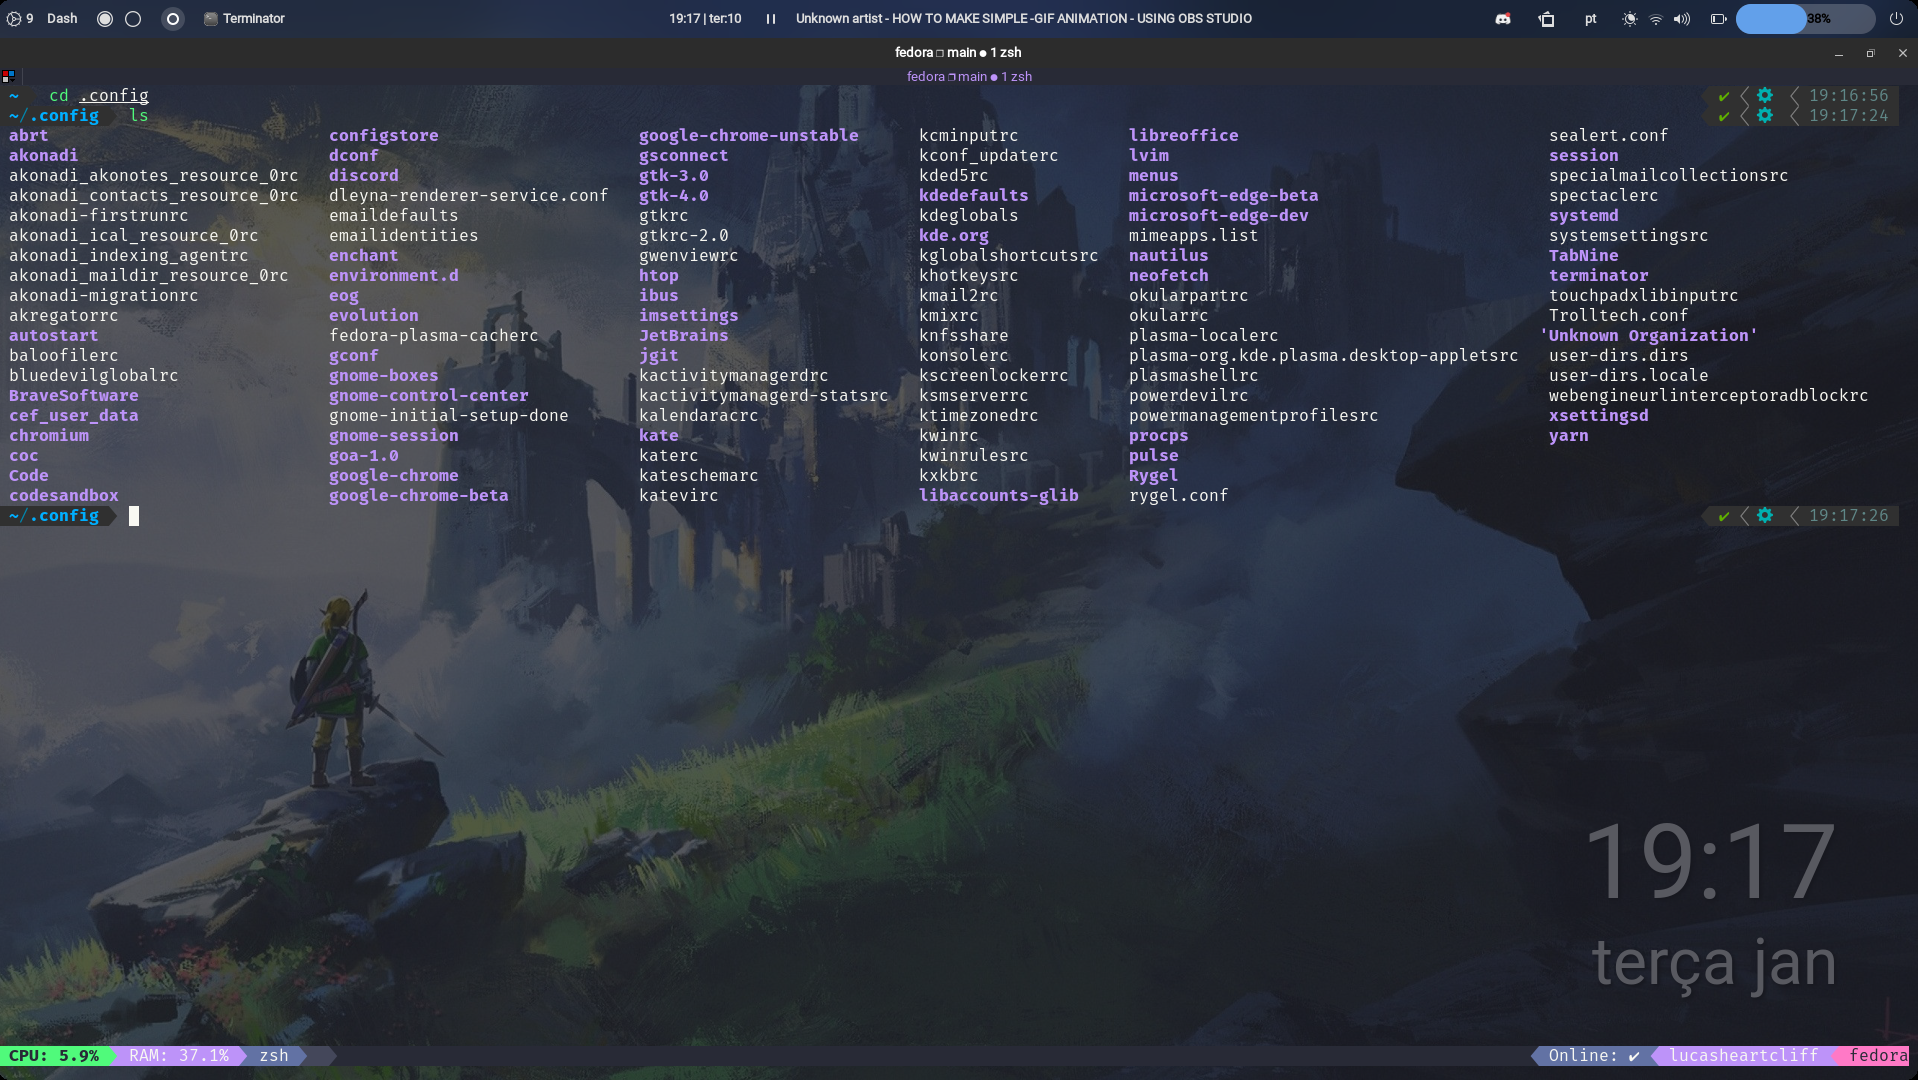 9 Dash Terminator 19:17 | ter:10 Unknown artist - HOW TO MAKE SIMPLE -GIF ANIMATION - USING OBS STUDIO pt 38%
fedora ❐ main ● 1 zsh
fedora ❐ main ● 1 zsh
~ cd .config ✔ 19:16:56
~/.config ls ✔ 19:17:24
abrt configstore google-chrome-unstable kcminputrc libreoffice sealert.conf
akonadi dconf gsconnect kconf_updaterc lvim session
akonadi_akonotes_resource_0rc discord gtk-3.0 kded5rc menus specialmailcollectionsrc
akonadi_contacts_resource_0rc dleyna-renderer-service.conf gtk-4.0 kdedefaults microsoft-edge-beta spectaclerc
akonadi-firstrunrc emaildefaults gtkrc kdeglobals microsoft-edge-dev systemd
akonadi_ical_resource_0rc emailidentities gtkrc-2.0 kde.org mimeapps.list systemsettingsrc
akonadi_indexing_agentrc enchant gwenviewrc kglobalshortcutsrc nautilus TabNine
akonadi_maildir_resource_0rc environment.d htop khotkeysrc neofetch terminator
akonadi-migrationrc eog ibus kmail2rc okularpartrc touchpadxlibinputrc
akregatorrc evolution imsettings kmixrc okularrc Trolltech.conf
autostart fedora-plasma-cacherc JetBrains knfsshare plasma-localerc 'Unknown Organization'
baloofilerc gconf jgit konsolerc plasma-org.kde.plasma.desktop-appletsrc user-dirs.dirs
bluedevilglobalrc gnome-boxes kactivitymanagerdrc kscreenlockerrc plasmashellrc user-dirs.locale
BraveSoftware gnome-control-center kactivitymanagerd-statsrc ksmserverrc powerdevilrc webengineurlinterceptoradblockrc
cef_user_data gnome-initial-setup-done kalendaracrc ktimezonedrc powermanagementprofilesrc xsettingsd
chromium gnome-session kate kwinrc procps yarn
coc goa-1.0 katerc kwinrulesrc pulse
Code google-chrome kateschemarc kxkbrc Rygel
codesandbox google-chrome-beta katevirc libaccounts-glib rygel.conf
~/.config ✔ 19:17:26
19:17
terça jan
CPU: 5.9% RAM: 37.1% zsh Online: ✔ lucasheartcliff fedora